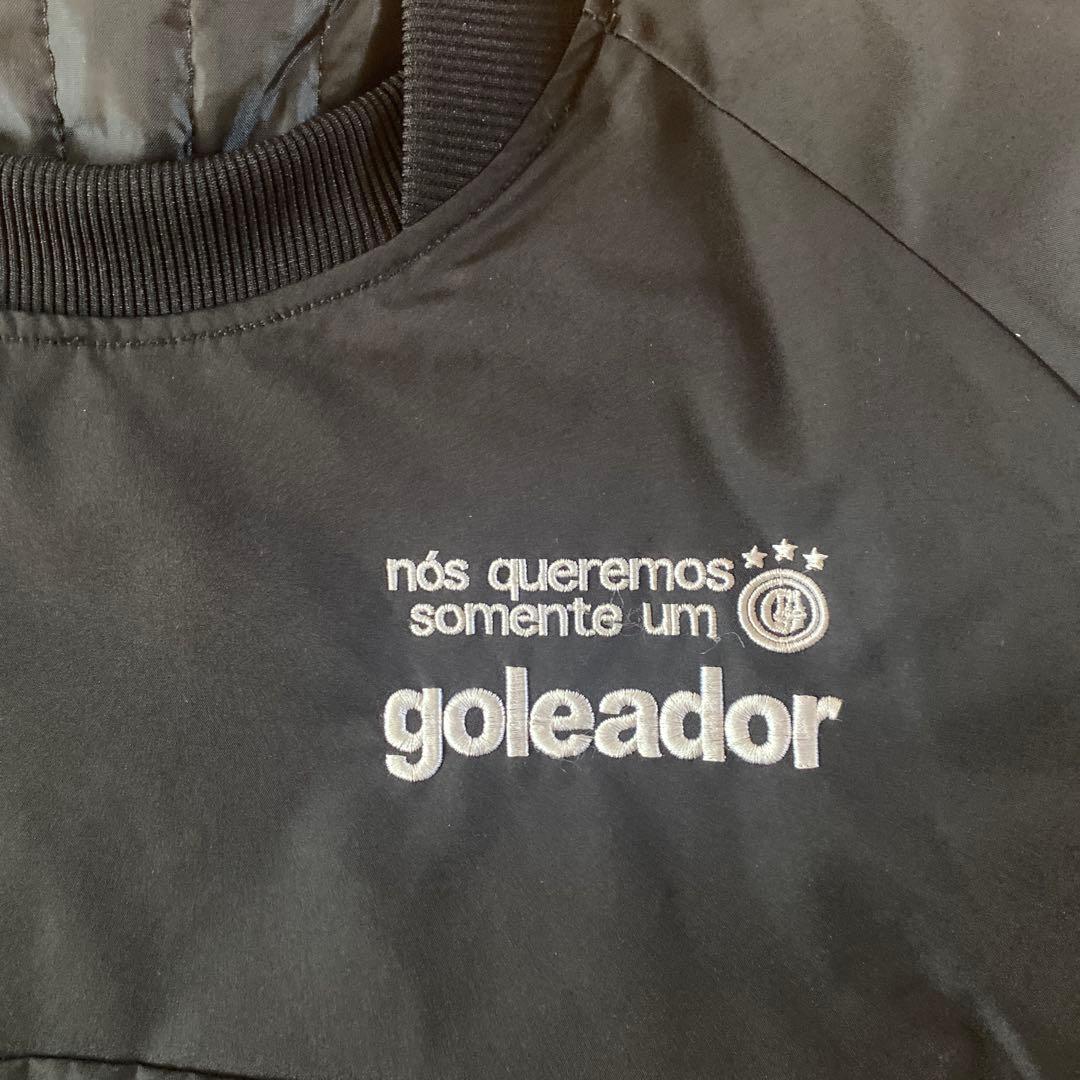 nós queremos
somente um
goleador